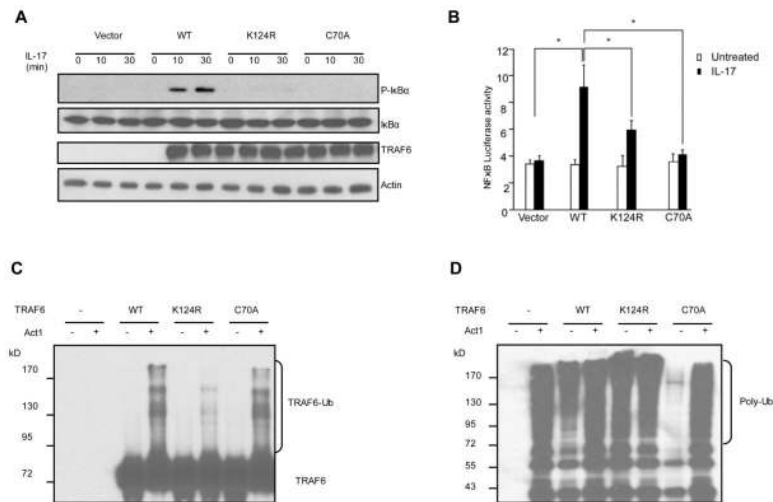 A
Vector WT K124R C70A
IL-17 (min) 0 10 30 0 10 30 0 10 30 0 10 30
P-IκBα
IκBα
TRAF6
Actin
B
Untreated
IL-17
* * *
NFκB Luciferase activity
12
10
8
6
4
2
0
Vector WT K124R C70A
C
TRAF6 - WT K124R C70A
Act1 - + - + - + - +
kD
170
130
95
72
TRAF6-Ub
TRAF6
D
TRAF6 - WT K124R C70A
Act1 - + - + - + - +
kD
170
130
95
72
55
43
Poly-Ub